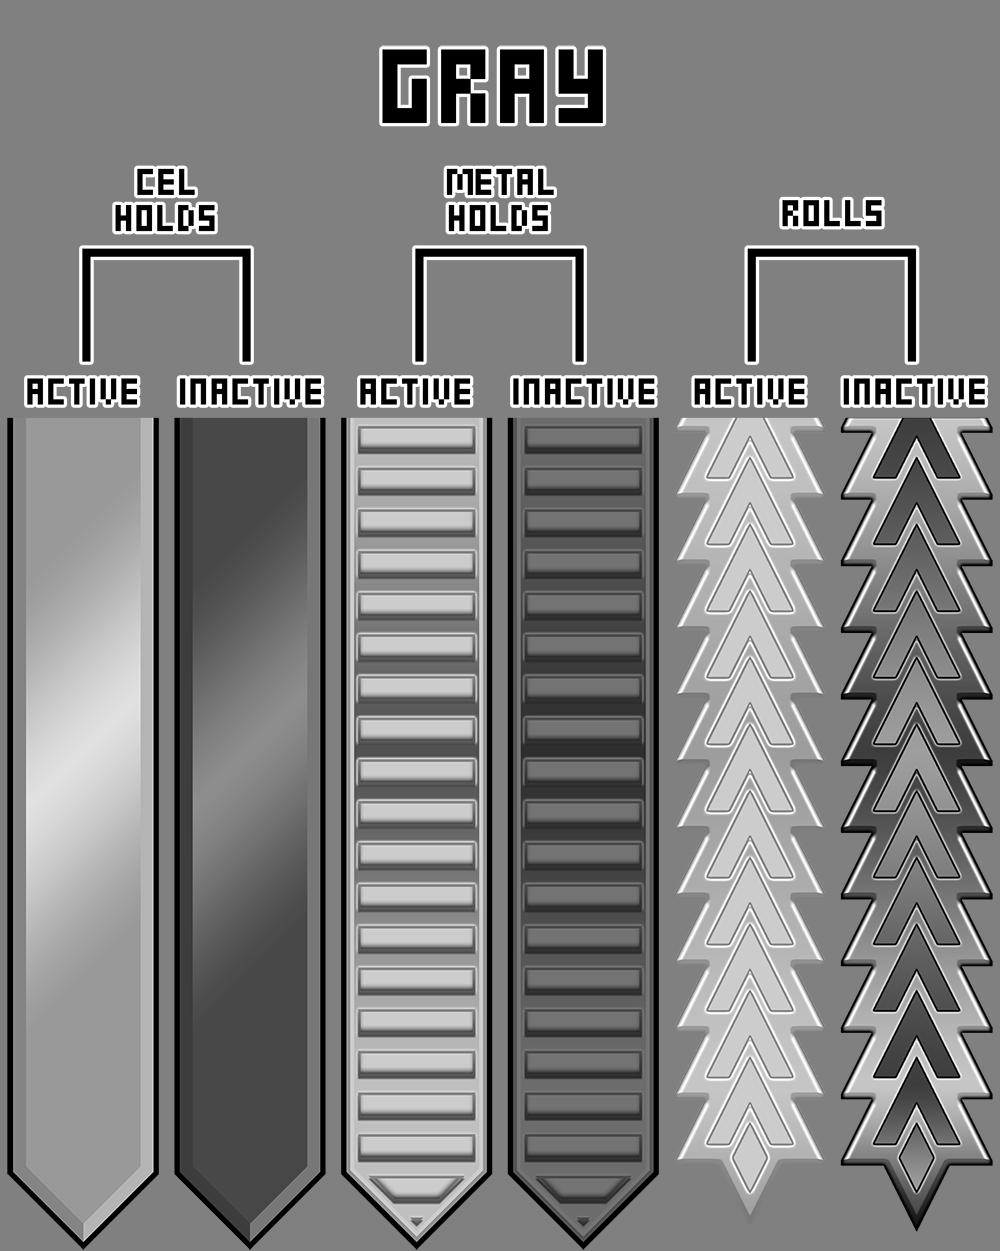 GRAY
CEL
HOLDS
METAL
HOLDS
ROLLS
ACTIVE INACTIVE ACTIVE INACTIVE ACTIVE INACTIVE